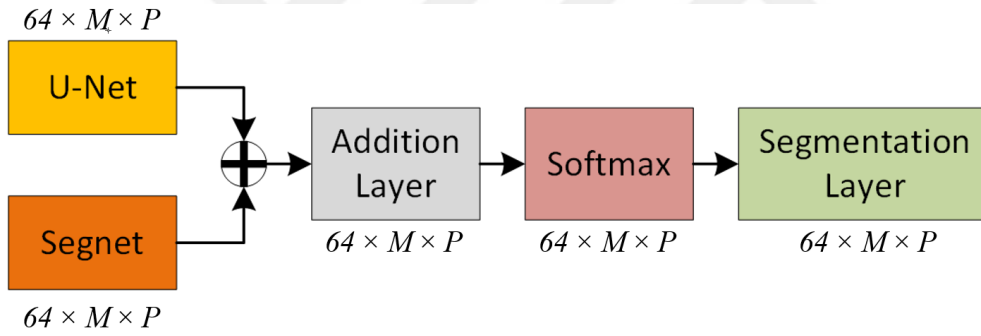 64 × M × P
U-Net
Segnet
64 × M × P
Addition
Layer
64 × M × P
Softmax
64 × M × P
Segmentation
Layer
64 × M × P